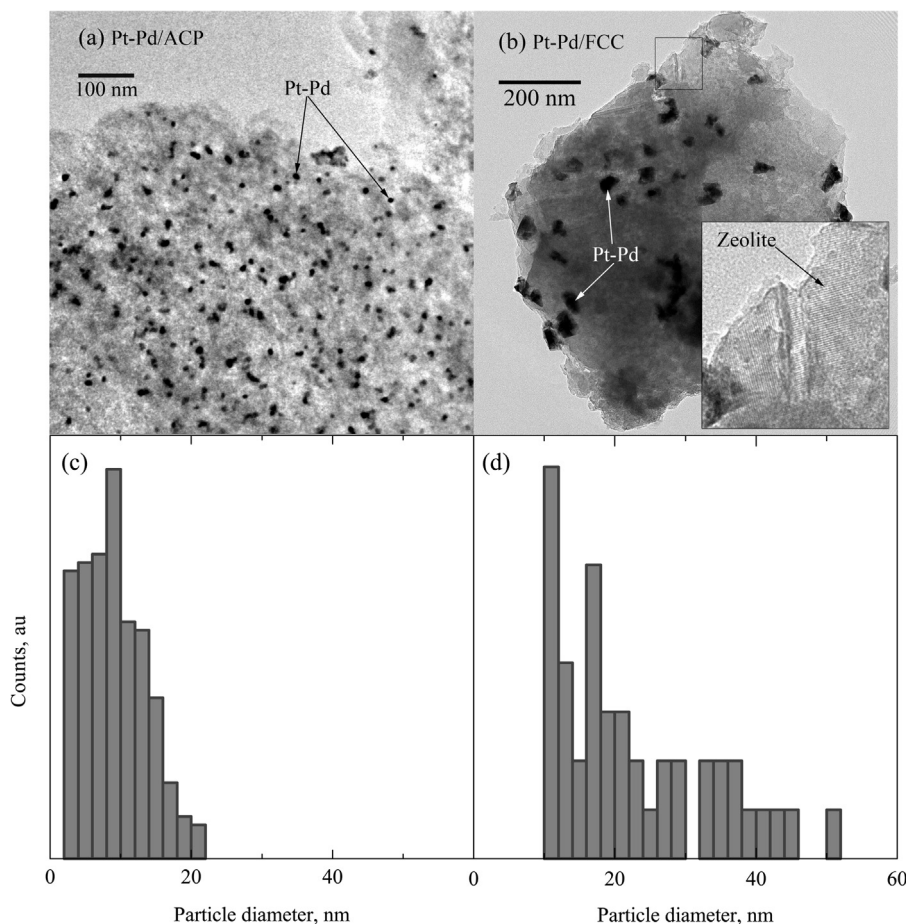 (a) Pt-Pd/ACP
100 nm
Pt-Pd
(b) Pt-Pd/FCC
200 nm
Pt-Pd
Zeolite
(c)
(d)
Counts, au
0
20
40
0
20
40
60
Particle diameter, nm
Particle diameter, nm